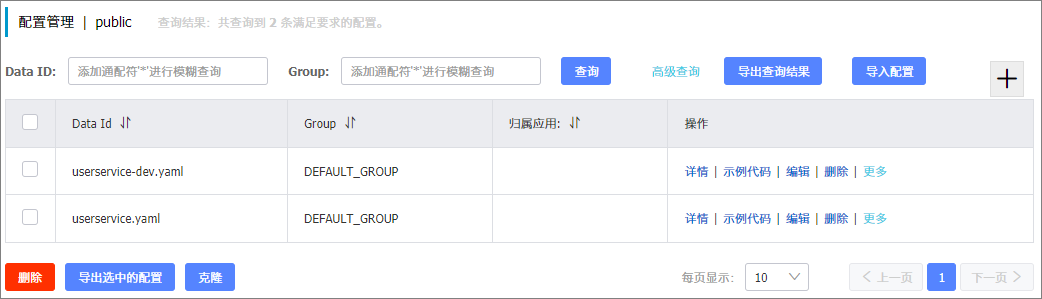 配置管理 | public 查询结果：共查询到 2 条满足要求的配置。
Data ID: 添加通配符'*'进行模糊查询 Group: 添加通配符'*'进行模糊查询 查询 高级查询 导出查询结果 导入配置
Data Id Group 归属应用: 操作
userservice-dev.yaml DEFAULT_GROUP 详情 | 示例代码 | 编辑 | 删除 | 更多
userservice.yaml DEFAULT_GROUP 详情 | 示例代码 | 编辑 | 删除 | 更多
删除 导出选中的配置 克隆 每页显示: 10 上一页 1 下一页